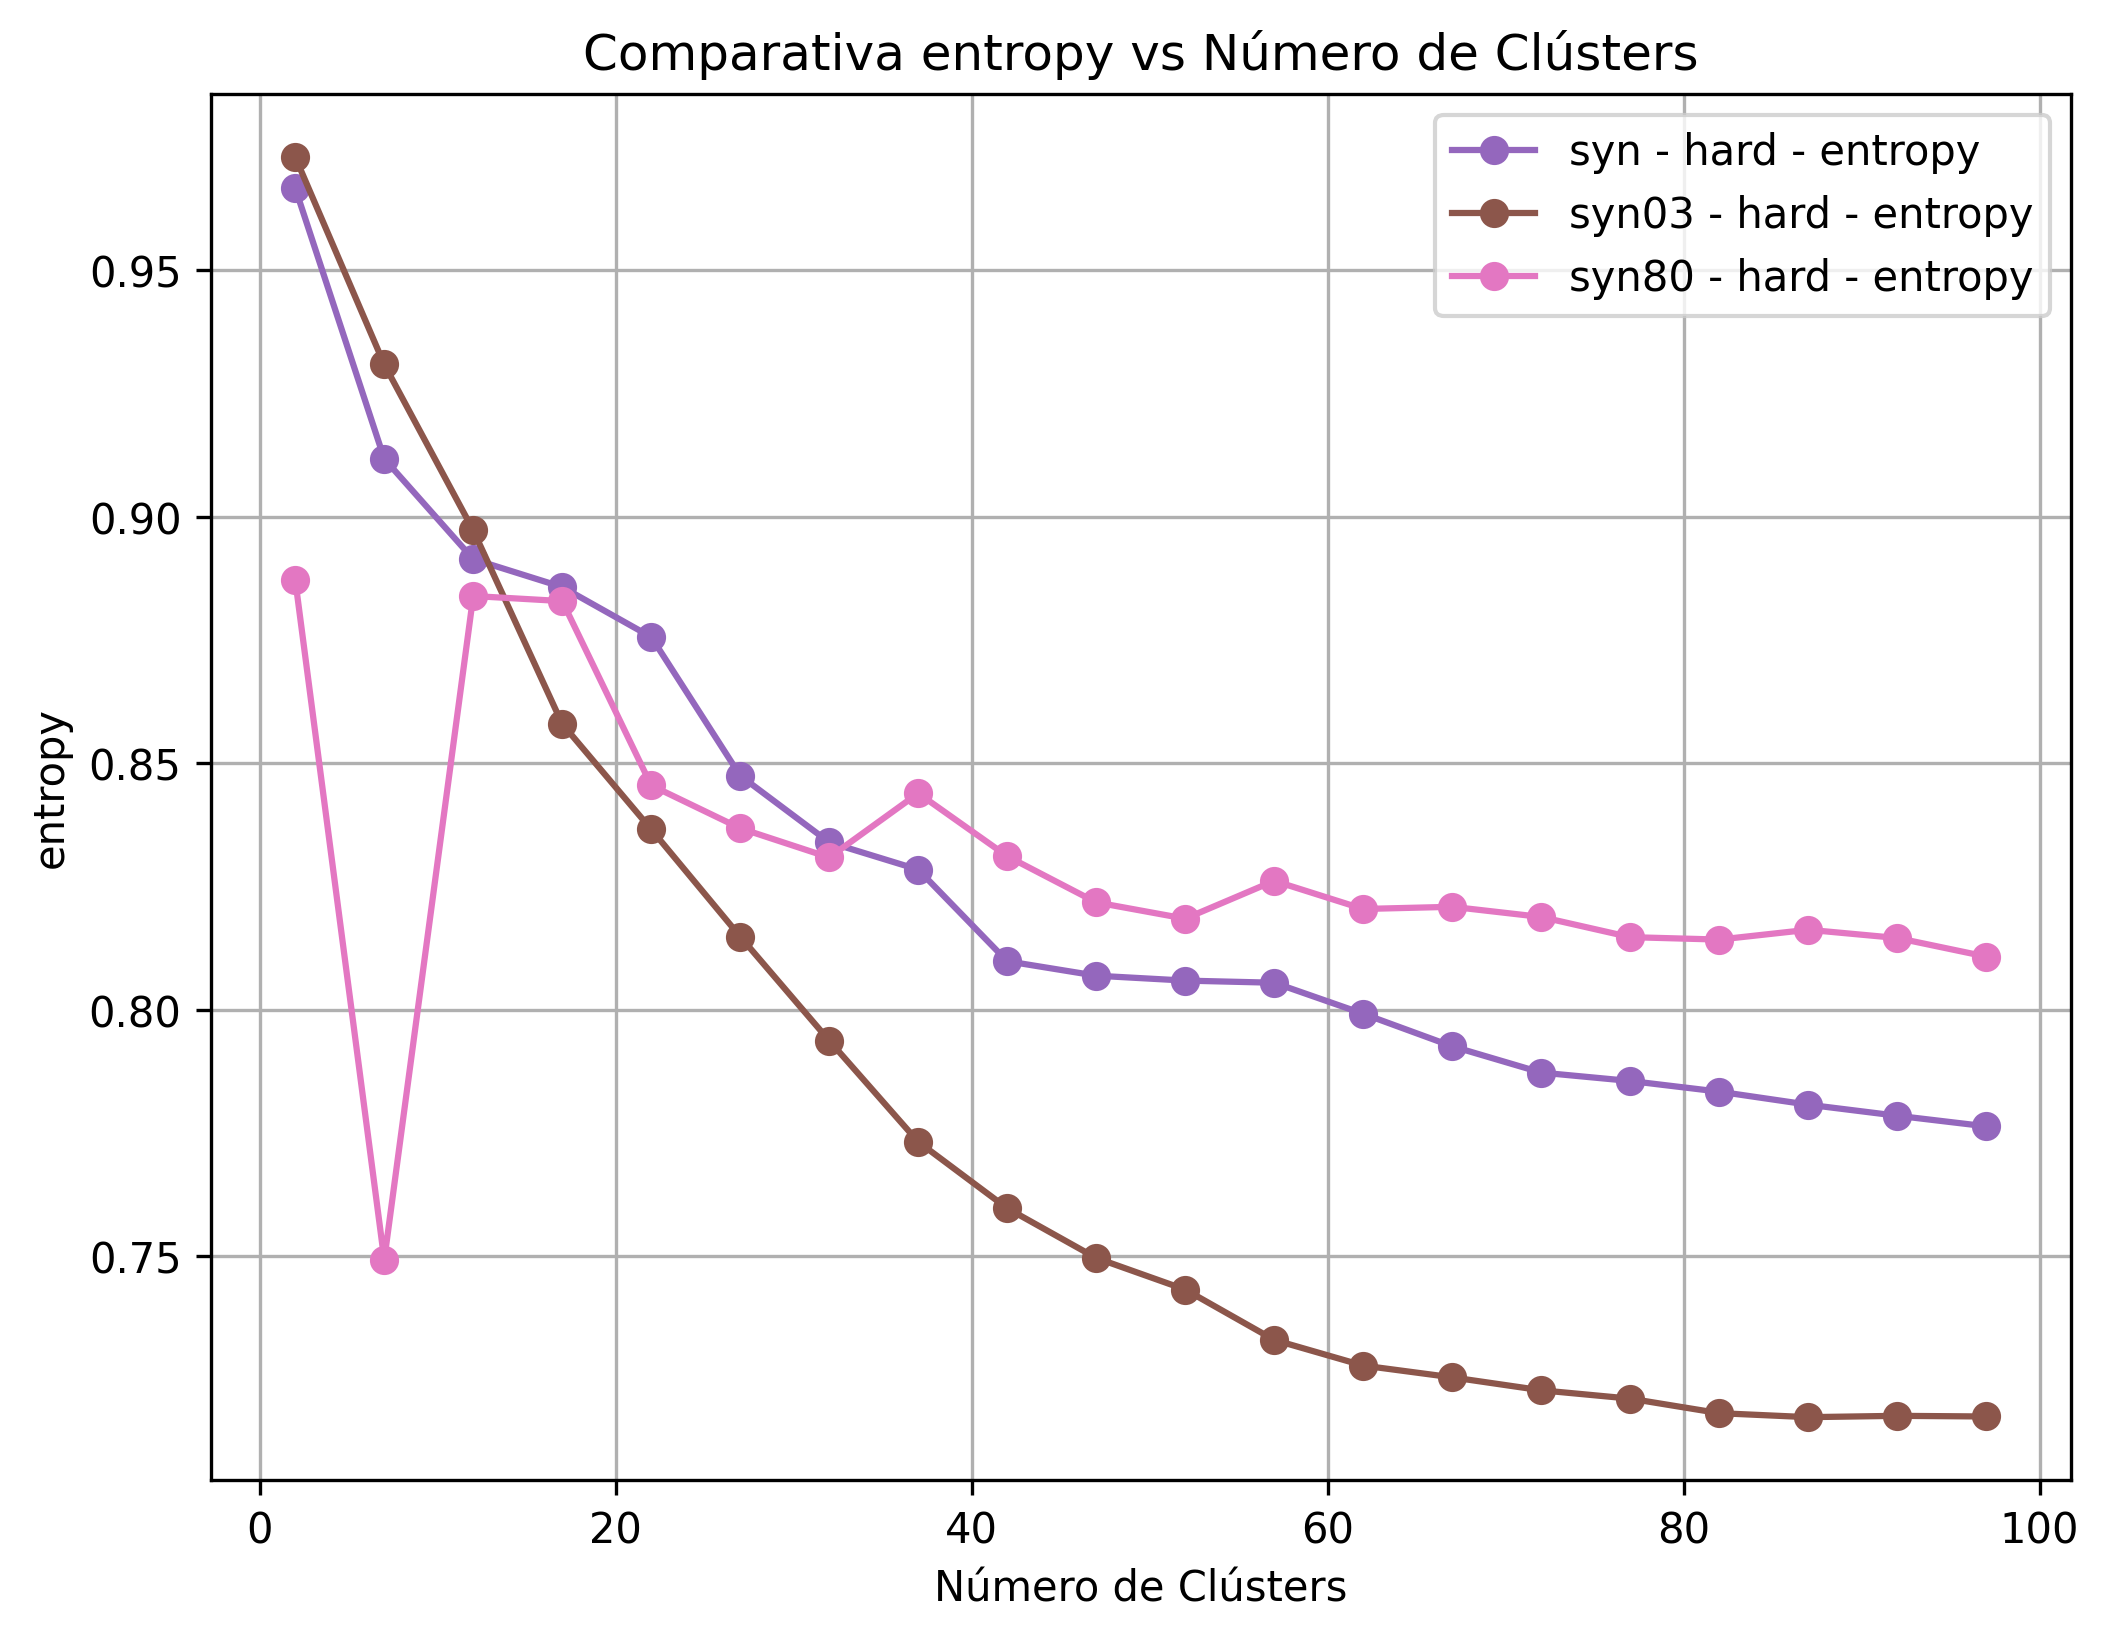 Comparativa entropy vs Número de Clústers
syn - hard - entropy
syn03 - hard - entropy
syn80 - hard - entropy
entropy
0.95
0.90
0.85
0.80
0.75
0 20 40 60 80 100
Número de Clústers